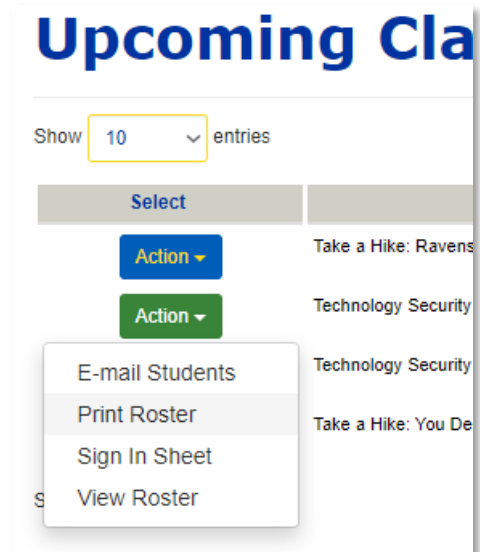 Upcoming Cla
Show 10 entries
Select
Action Take a Hike: Ravens
Action Technology Security
Technology Security
Take a Hike: You De
E-mail Students
Print Roster
Sign In Sheet
View Roster
S